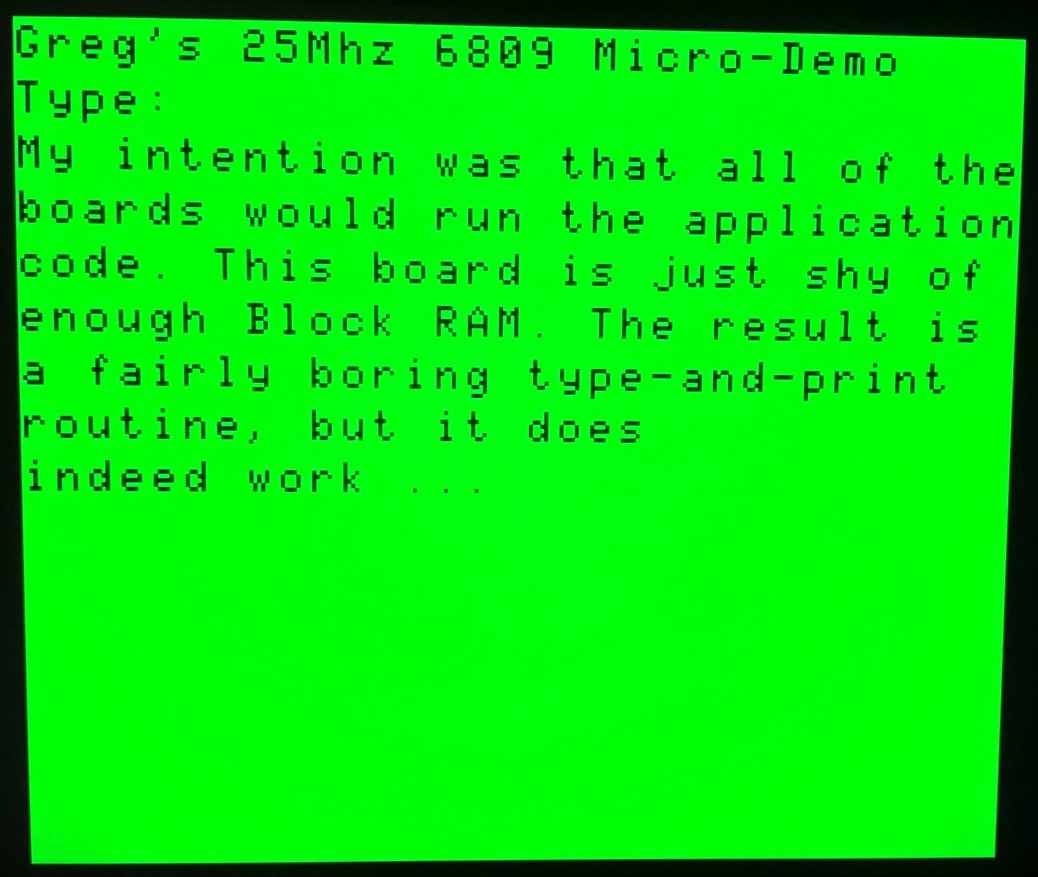 Greg's 25Mhz 6809 Micro-Demo
Type:
My intention was that all of the
boards would run the application
code. This board is just shy of
enough Block RAM. The result is
a fairly boring type-and-print
routine, but it does
indeed work ...